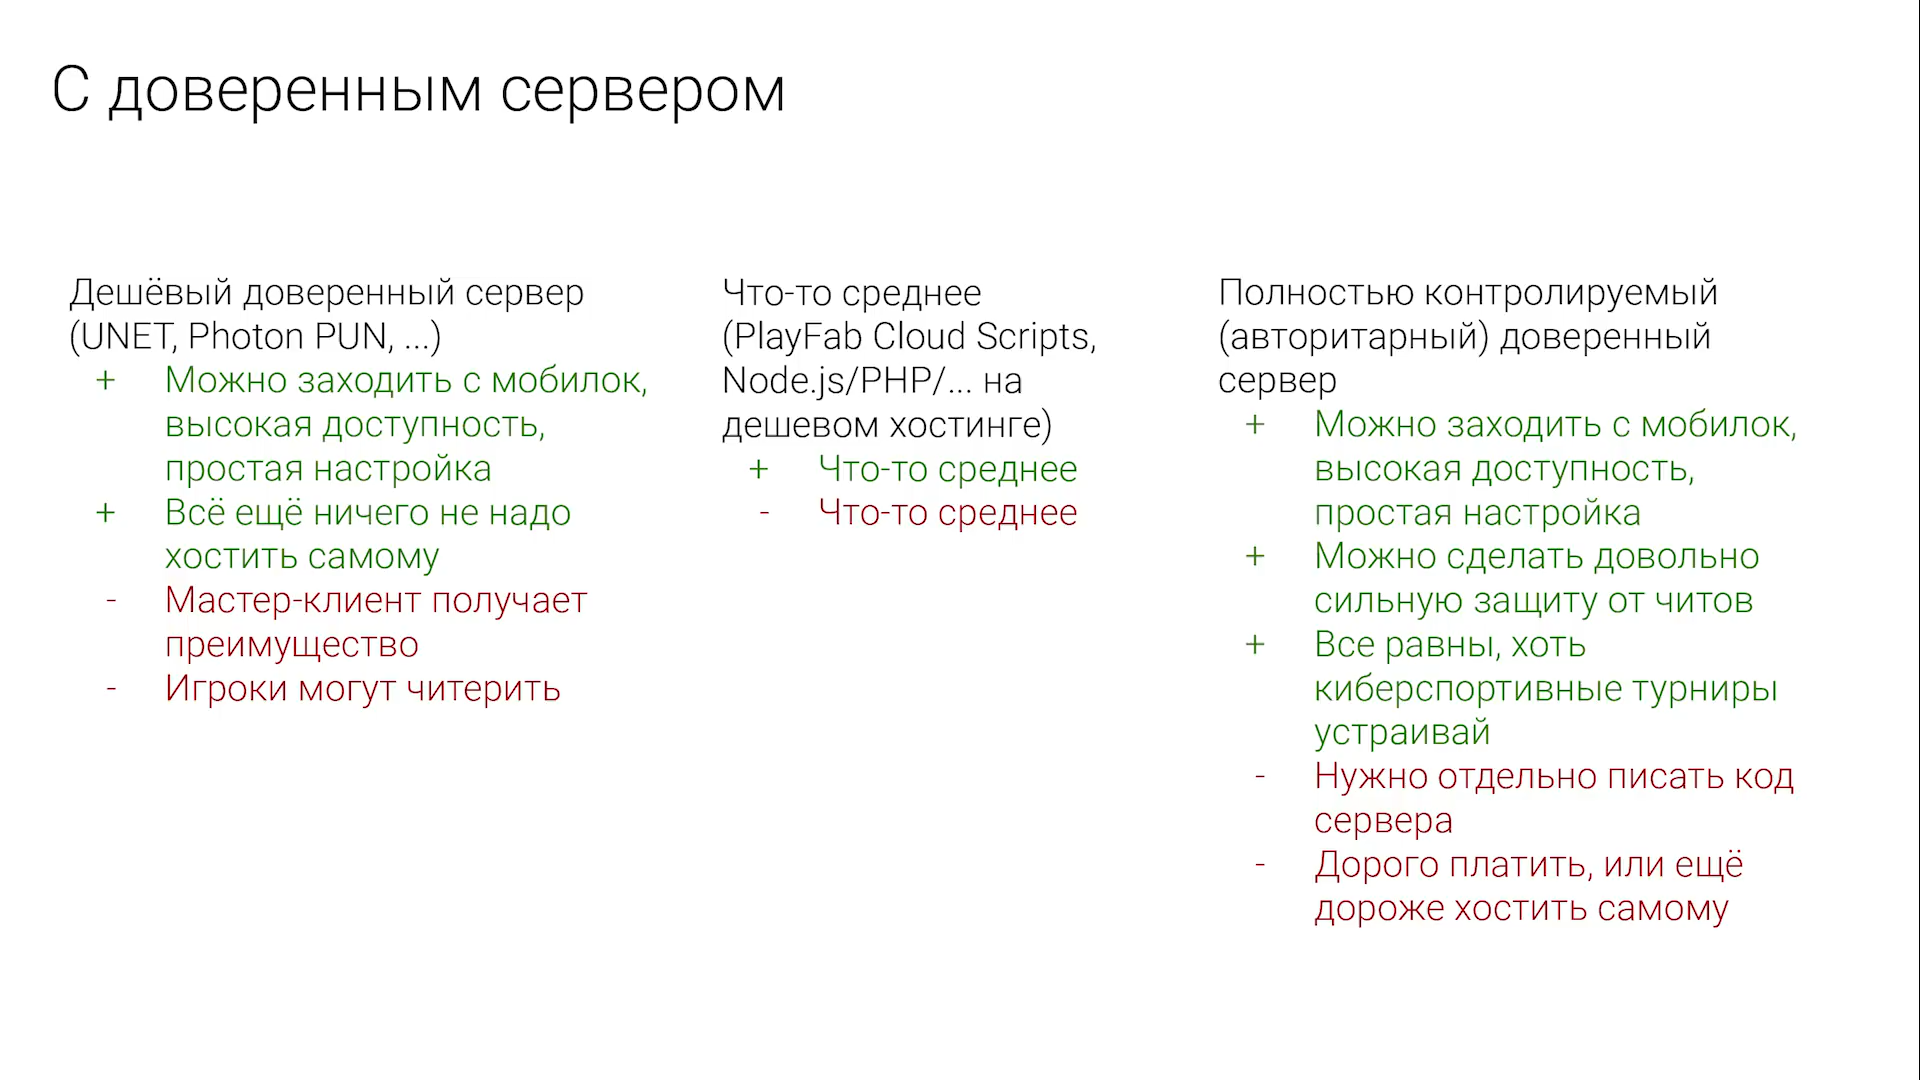 С доверенным сервером
Дешёвый доверенный сервер
(UNET, Photon PUN, ...)
+ Можно заходить с мобилок,
высокая доступность,
простая настройка
+ Всё ещё ничего не надо
хостить самому
- Мастер-клиент получает
преимущество
- Игроки могут читерить
Что-то среднее
(PlayFab Cloud Scripts,
Node.js/PHP/... на
дешевом хостинге)
+ Что-то среднее
- Что-то среднее
Полностью контролируемый
(авторитарный) доверенный
сервер
+ Можно заходить с мобилок,
высокая доступность,
простая настройка
+ Можно сделать довольно
сильную защиту от читов
+ Все равны, хоть
киберспортивные турниры
устраивай
- Нужно отдельно писать код
сервера
- Дорого платить, или ещё
дороже хостить самому